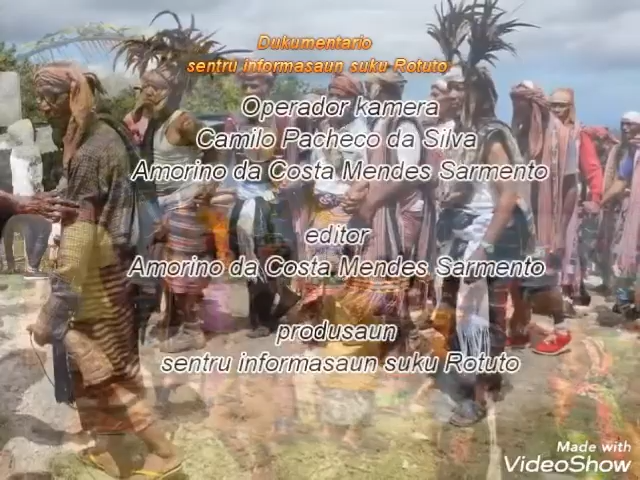 Dukumentario
sentru informasaun suku Rotuto
Operador kamera
Camilo Pacheco da Silva
Amorino da Costa Mendes Sarmento
editor
Amorino da Costa Mendes Sarmento
produsaun
sentru informasaun suku Rotuto
Made with
VideoShow